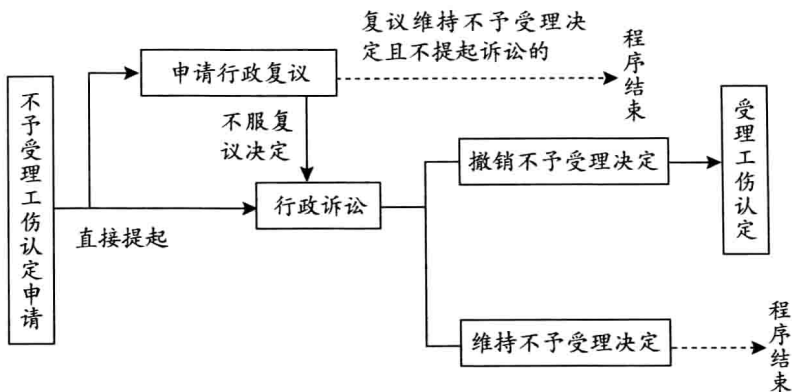 不予受理工伤认定申请
申请行政复议
复议维持不予受理决
定且不提起诉讼的
程序结束
不服复
议决定
直接提起
行政诉讼
撤销不予受理决定
受理工伤认定
维持不予受理决定
程序结束